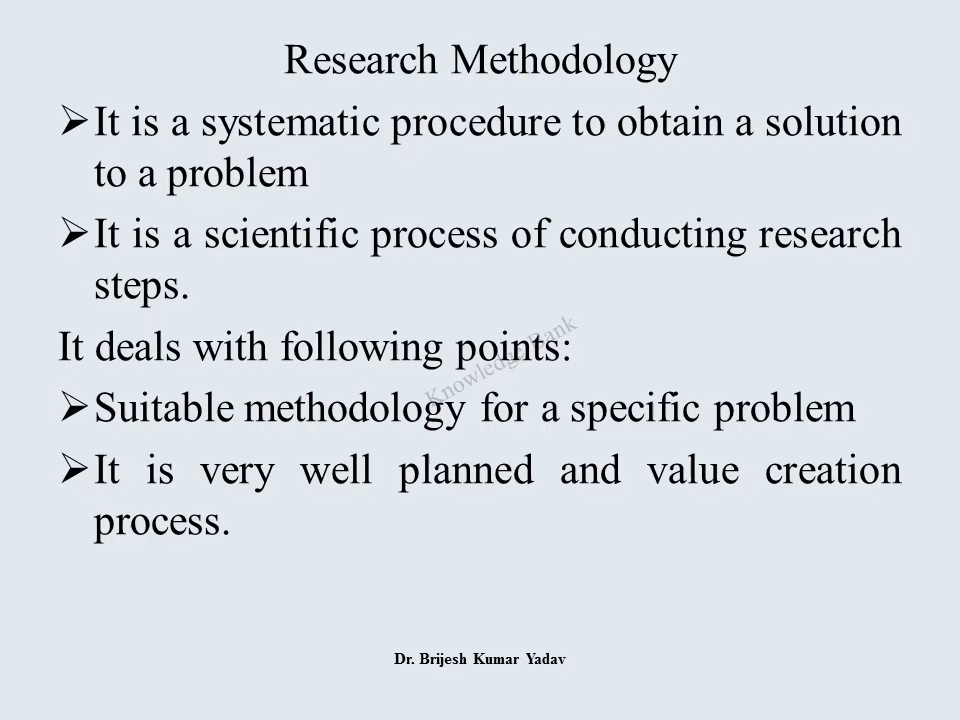 Research Methodology
➢ It is a systematic procedure to obtain a solution
to a problem
➢ It is a scientific process of conducting research
steps.
It deals with following points:
Knowledge Bank
➢ Suitable methodology for a specific problem
➢ It is very well planned and value creation
process.
Dr. Brijesh Kumar Yadav